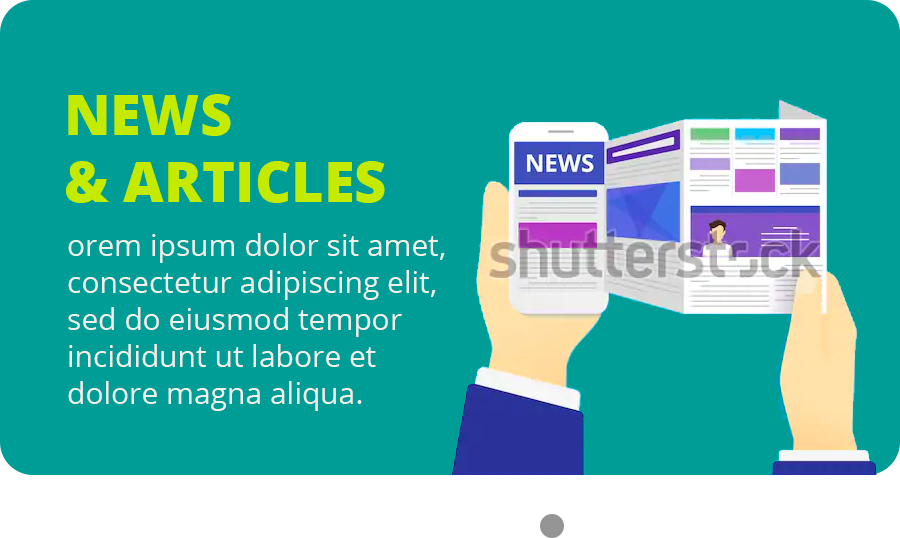 NEWS
& ARTICLES
orem ipsum dolor sit amet,
consectetur adipiscing elit,
sed do eiusmod tempor
incididunt ut labore et
dolore magna aliqua.
NEWS
shutterstock